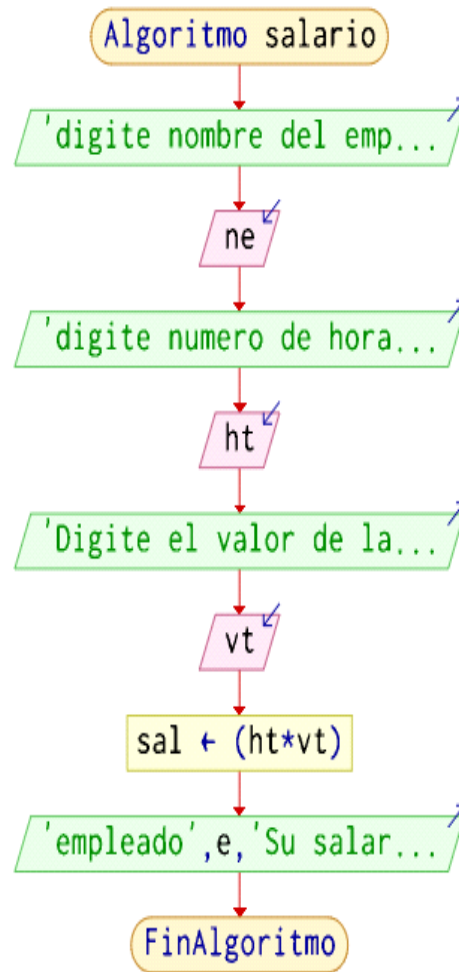 Algoritmo salario
'digite nombre del emp...
ne
'digite numero de hora...
ht
'Digite el valor de la...
vt
sal ← (ht*vt)
'empleado',e,'Su salar...
FinAlgoritmo